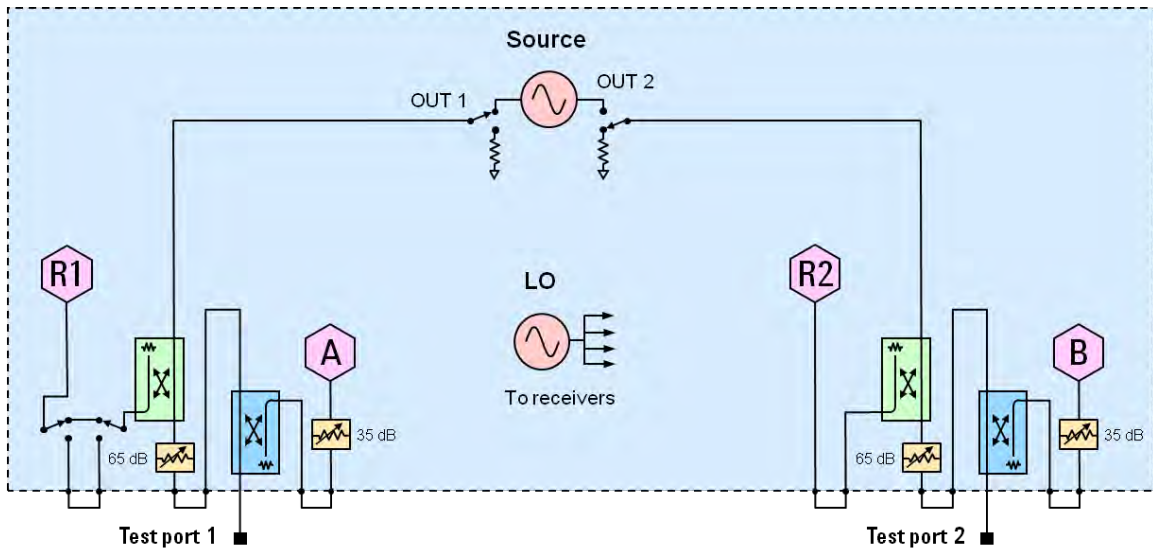 Source
OUT 1
OUT 2
R1
LO
R2
A
B
To receivers
35 dB
35 dB
65 dB
65 dB
Test port 1
Test port 2